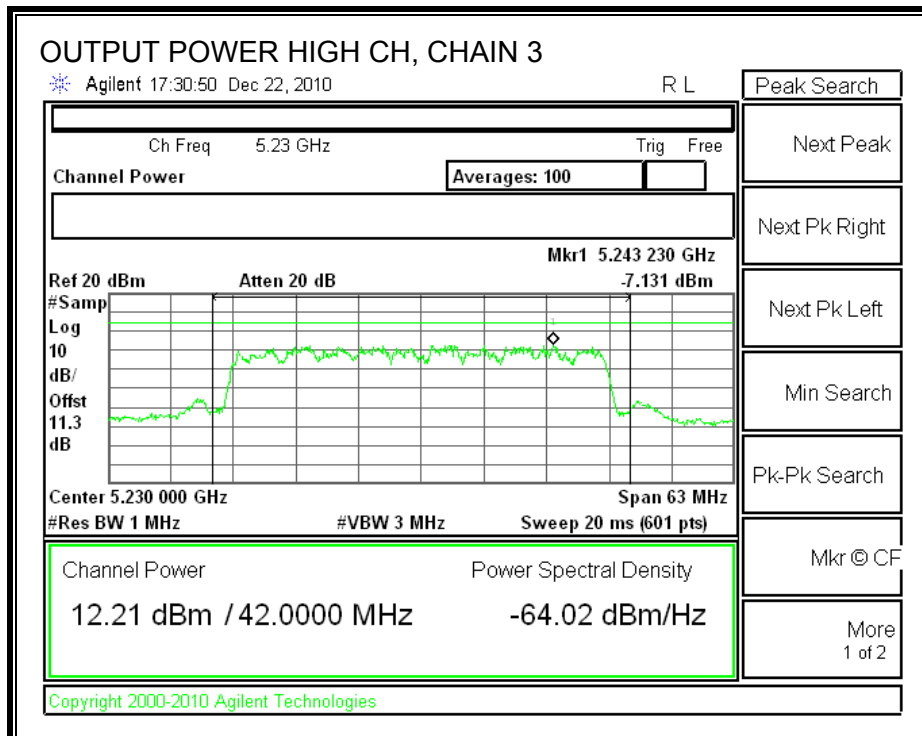 OUTPUT POWER HIGH CH, CHAIN 3
Agilent 17:30:50 Dec 22, 2010 R L
Peak Search
Ch Freq 5.23 GHz Trig Free
Channel Power Averages: 100
Mkr1 5.243 230 GHz
Ref 20 dBm Atten 20 dB -7.131 dBm
#Samp
Log
10
dB/
Offst
11.3
dB
1
Center 5.230 000 GHz Span 63 MHz
#Res BW 1 MHz #VBW 3 MHz Sweep 20 ms (601 pts)
Channel Power Power Spectral Density
12.21 dBm / 42.0000 MHz -64.02 dBm/Hz
Next Peak
Next Pk Right
Next Pk Left
Min Search
Pk-Pk Search
Mkr © CF
More
1 of 2
Copyright 2000-2010 Agilent Technologies